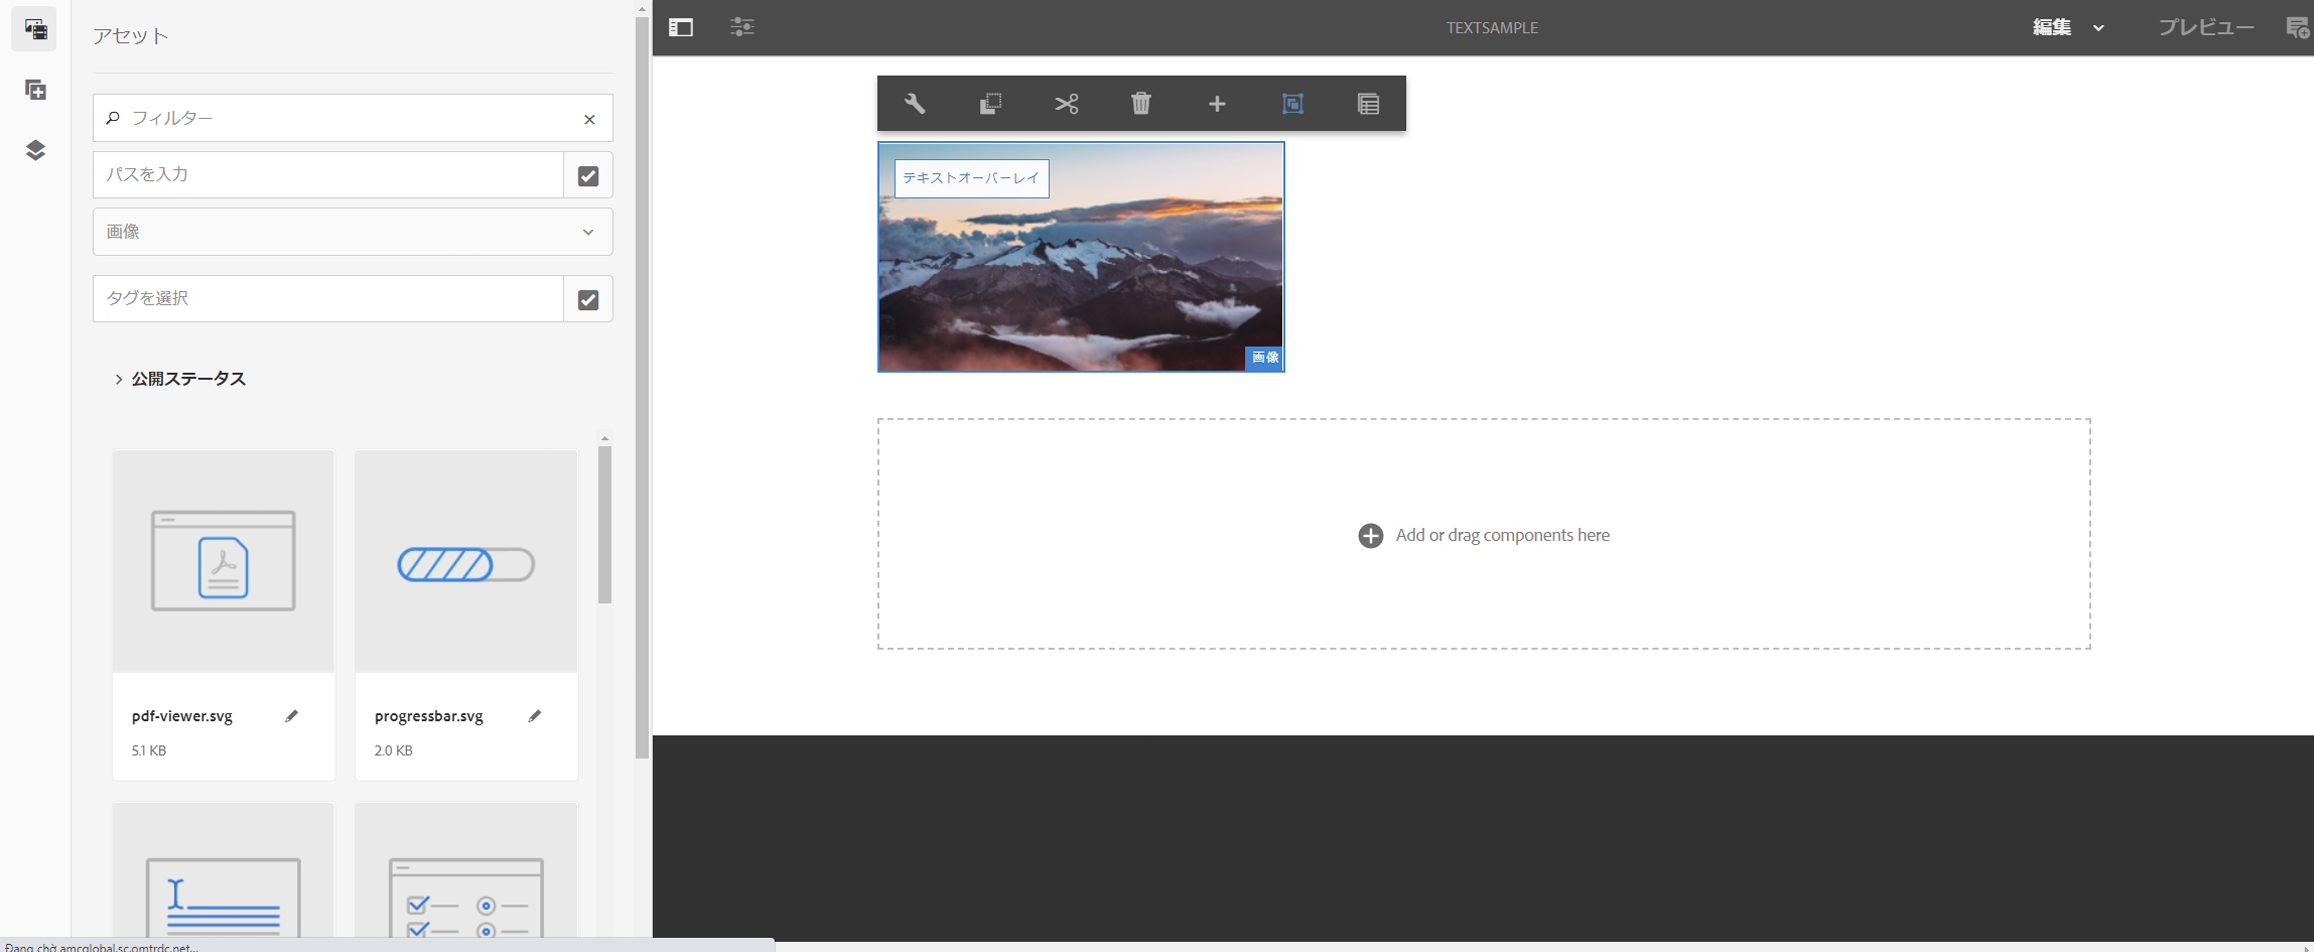 アセット
フィルター
パスを入力
画像
タグを選択
公開ステータス
pdf-viewer.svg
5.1 KB
progressbar.svg
2.0 KB
TEXTSAMPLE
編集
プレビュー
テキストオーバーレイ
画像
Add or drag components here
Đang chờ amcglobal.sc.omtrdc.net...